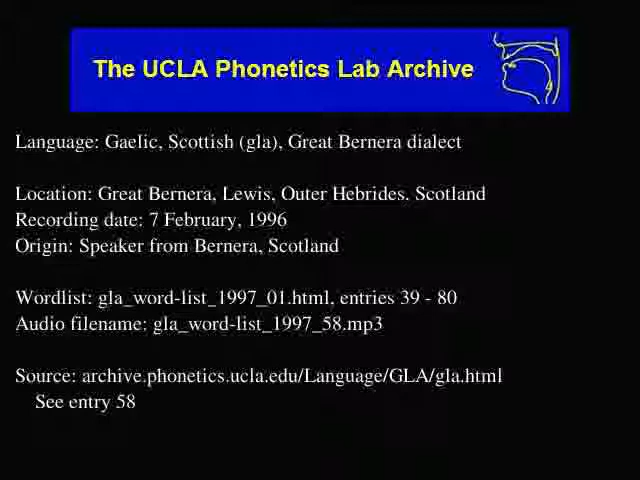 The UCLA Phonetics Lab Archive
Language: Gaelic, Scottish (gla), Great Bernera dialect
Location: Great Bernera, Lewis, Outer Hebrides. Scotland
Recording date: 7 February, 1996
Origin: Speaker from Bernera, Scotland
Wordlist: gla_word-list_1997_01.html, entries 39 - 80
Audio filename: gla_word-list_1997_58.mp3
Source: archive.phonetics.ucla.edu/Language/GLA/gla.html
See entry 58